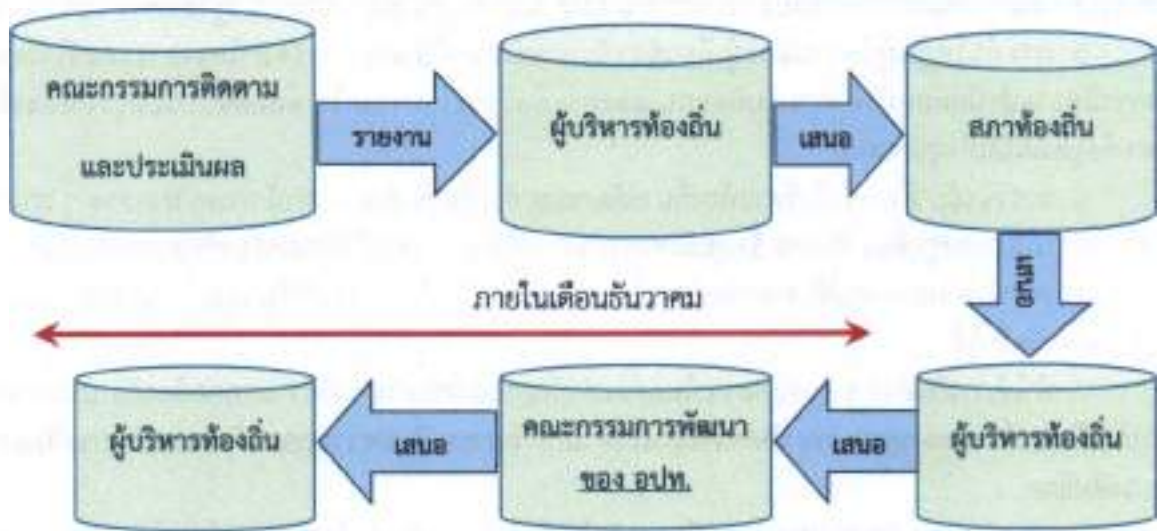 คณะกรรมการติดตาม
และประเมินผล
รายงาน
ผู้บริหารท้องถิ่น
เสนอ
สภาท้องถิ่น
เสนอ
ภายในเดือนธันวาคม
ผู้บริหารท้องถิ่น
เสนอ
คณะกรรมการพัฒนา
ของ อปท.
เสนอ
ผู้บริหารท้องถิ่น